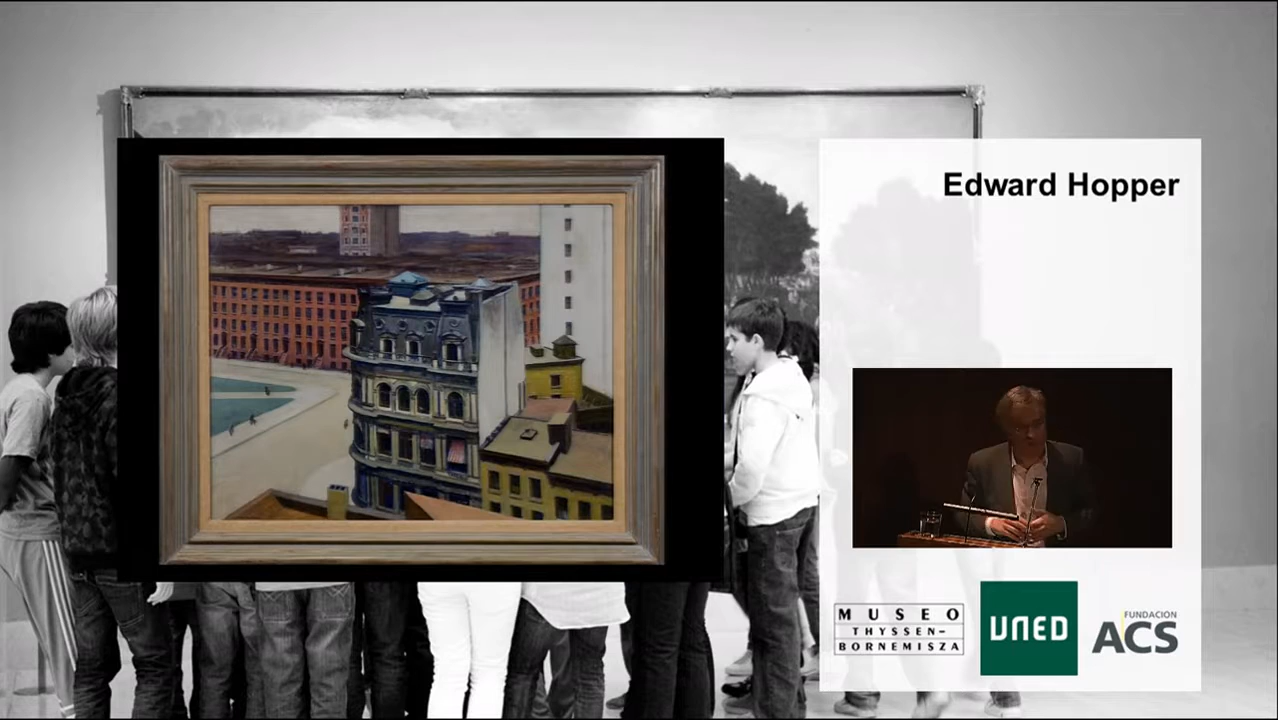 Edward Hopper
MUSEO
THYSSEN-
BORNEMISZA
UNED
FUNDACION
ACS